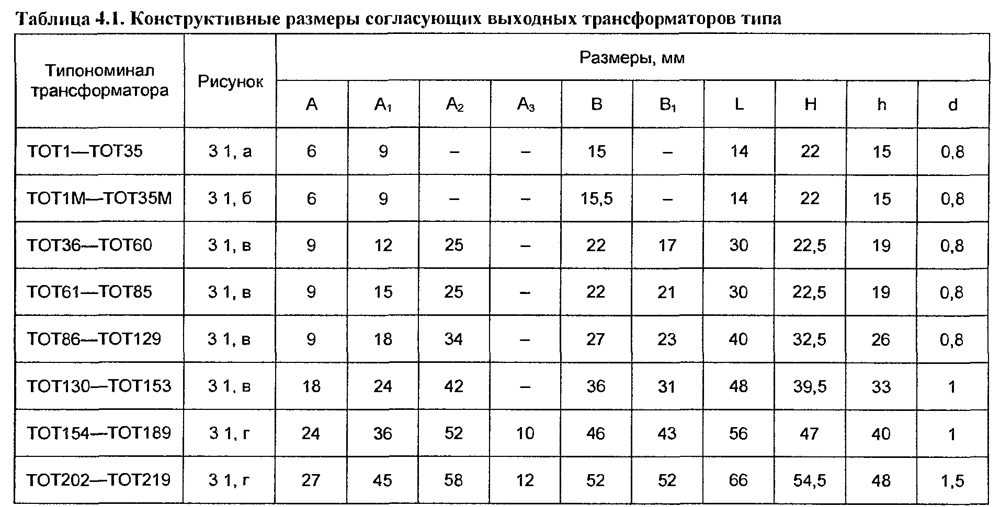 Таблица 4.1. Конструктивные размеры согласующих выходных трансформаторов типа
Типономинал трансформатора Рисунок Размеры, мм
A A₁ A₂ A₃ B B₁ L H h d
ТОТ1—ТОТ35 3 1, а 6 9 – – 15 – 14 22 15 0,8
ТОТ1М—ТОТ35М 3 1, б 6 9 – – 15,5 – 14 22 15 0,8
ТОТ36—ТОТ60 3 1, в 9 12 25 – 22 17 30 22,5 19 0,8
ТОТ61—ТОТ85 3 1, в 9 15 25 – 22 21 30 22,5 19 0,8
ТОТ86—ТОТ129 3 1, в 9 18 34 – 27 23 40 32,5 26 0,8
ТОТ130—ТОТ153 3 1, в 18 24 42 – 36 31 48 39,5 33 1
ТОТ154—ТОТ189 3 1, г 24 36 52 10 46 43 56 47 40 1
ТОТ202—ТОТ219 3 1, г 27 45 58 12 52 52 66 54,5 48 1,5